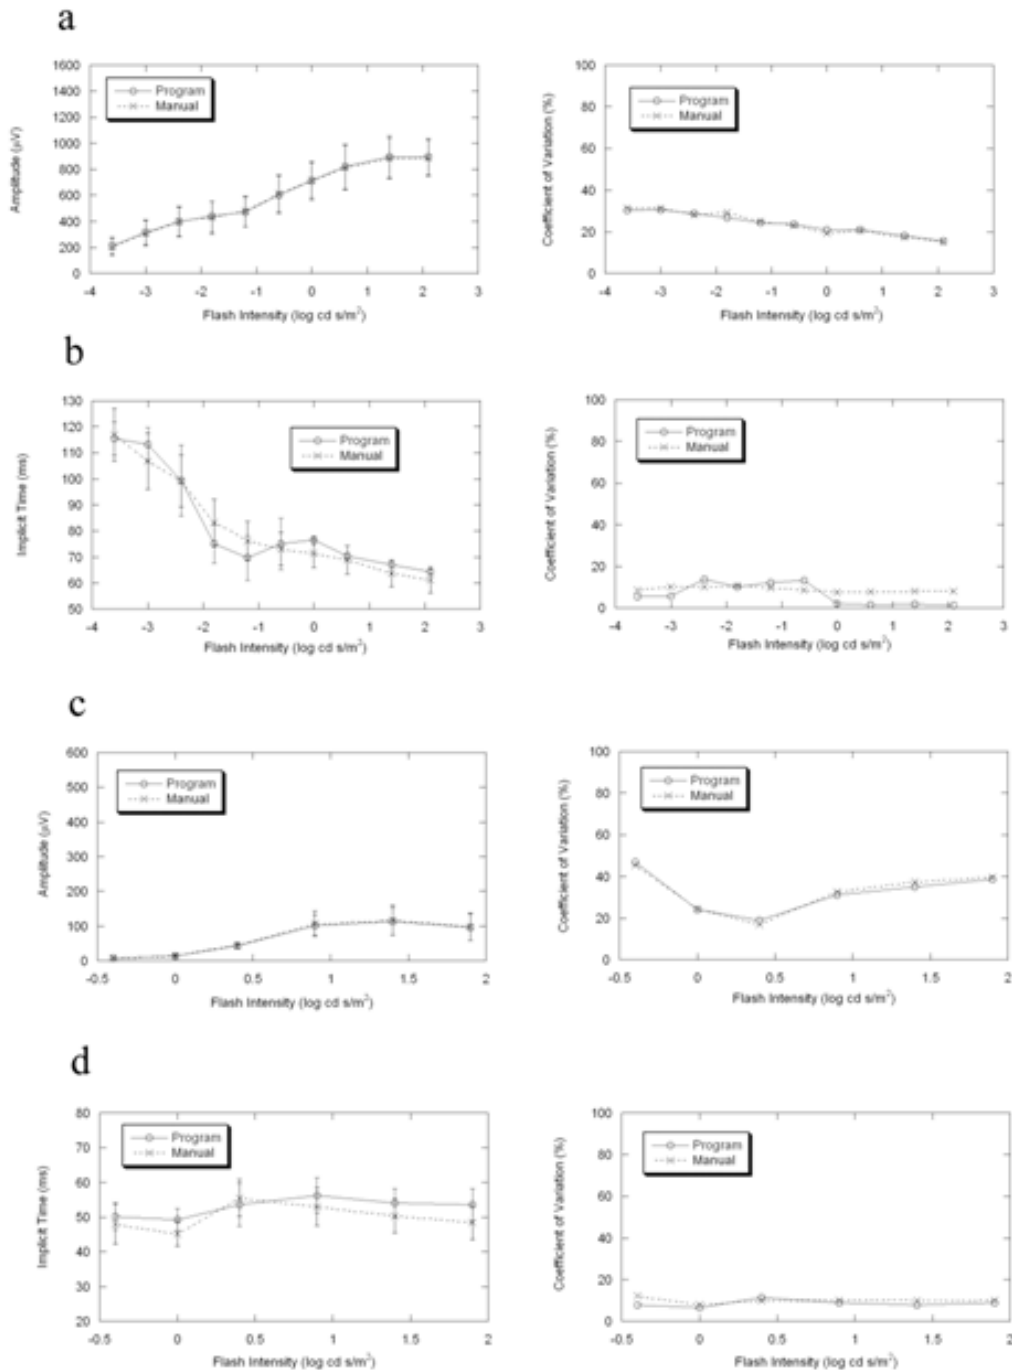 a
1600
1400
1200
1000
800
600
400
200
0
Amplitude (μV)
Program
Manual
-4 -3 -2 -1 0 1 2 3
Flash Intensity (log cd s/m²)
100
80
60
40
20
0
Coefficient of Variation (%)
Program
Manual
-4 -3 -2 -1 0 1 2 3
Flash Intensity (log cd s/m²)
b
130
120
110
100
90
80
70
60
50
Implicit Time (ms)
Program
Manual
-4 -3 -2 -1 0 1 2 3
Flash Intensity (log cd s/m²)
100
80
60
40
20
0
Coefficient of Variation (%)
Program
Manual
-4 -3 -2 -1 0 1 2 3
Flash Intensity (log cd s/m²)
c
600
500
400
300
200
100
0
Amplitude (μV)
Program
Manual
-0.5 0 0.5 1 1.5 2
Flash Intensity (log cd s/m²)
100
80
60
40
20
0
Coefficient of Variation (%)
Program
Manual
-0.5 0 0.5 1 1.5 2
Flash Intensity (log cd s/m²)
d
80
70
60
50
40
30
20
Implicit Time (ms)
Program
Manual
-0.5 0 0.5 1 1.5 2
Flash Intensity (log cd s/m²)
100
80
60
40
20
0
Coefficient of Variation (%)
Program
Manual
-0.5 0 0.5 1 1.5 2
Flash Intensity (log cd s/m²)